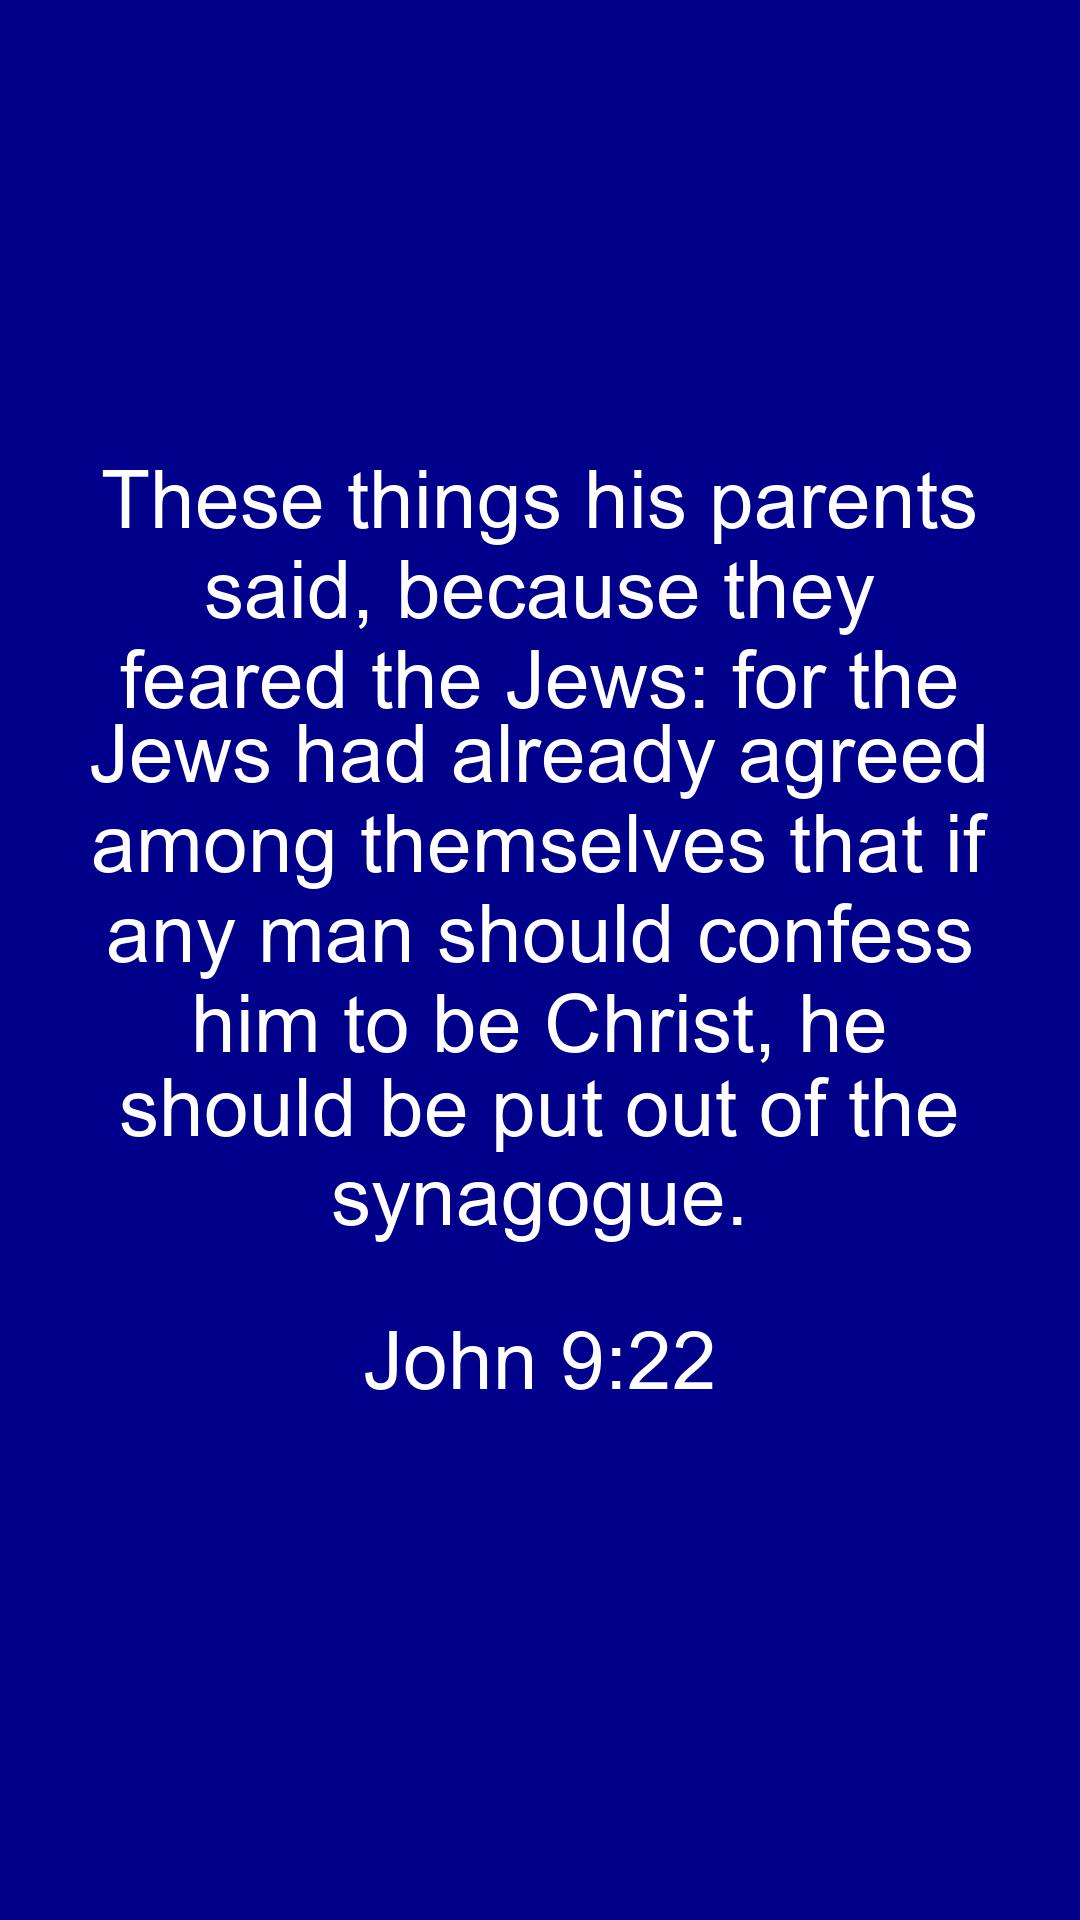 These things his parents
said, because they
feared the Jews: for the
Jews had already agreed
among themselves that if
any man should confess
him to be Christ, he
should be put out of the
synagogue.
John 9:22